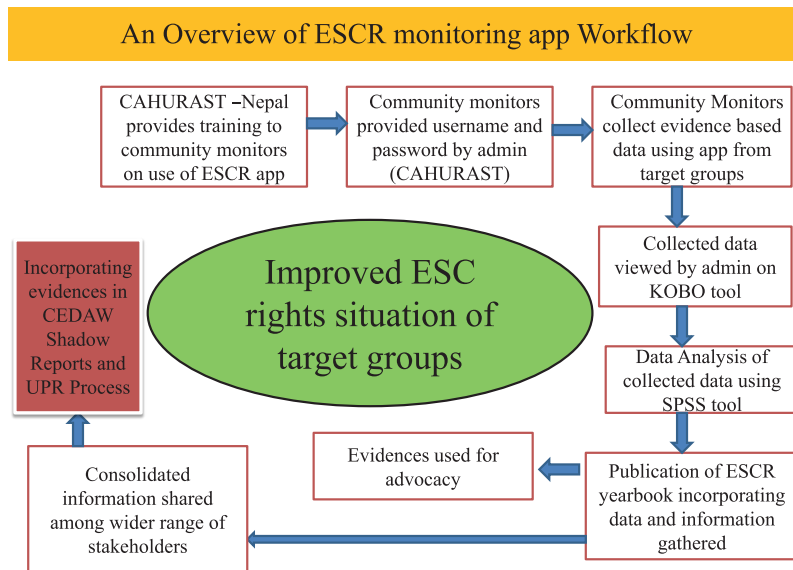 An Overview of ESCR monitoring app Workflow
CAHURAST –Nepal
provides training to
community monitors
on use of ESCR app
Community monitors
provided username and
password by admin
(CAHURAST)
Community Monitors
collect evidence based
data using app from
target groups
Collected data
viewed by admin on
KOBO tool
Data Analysis of
collected data using
SPSS tool
Publication of ESCR
yearbook incorporating
data and information
gathered
Evidences used for
advocacy
Consolidated
information shared
among wider range of
stakeholders
Incorporating
evidences in
CEDAW
Shadow
Reports and
UPR Process
Improved ESC
rights situation of
target groups